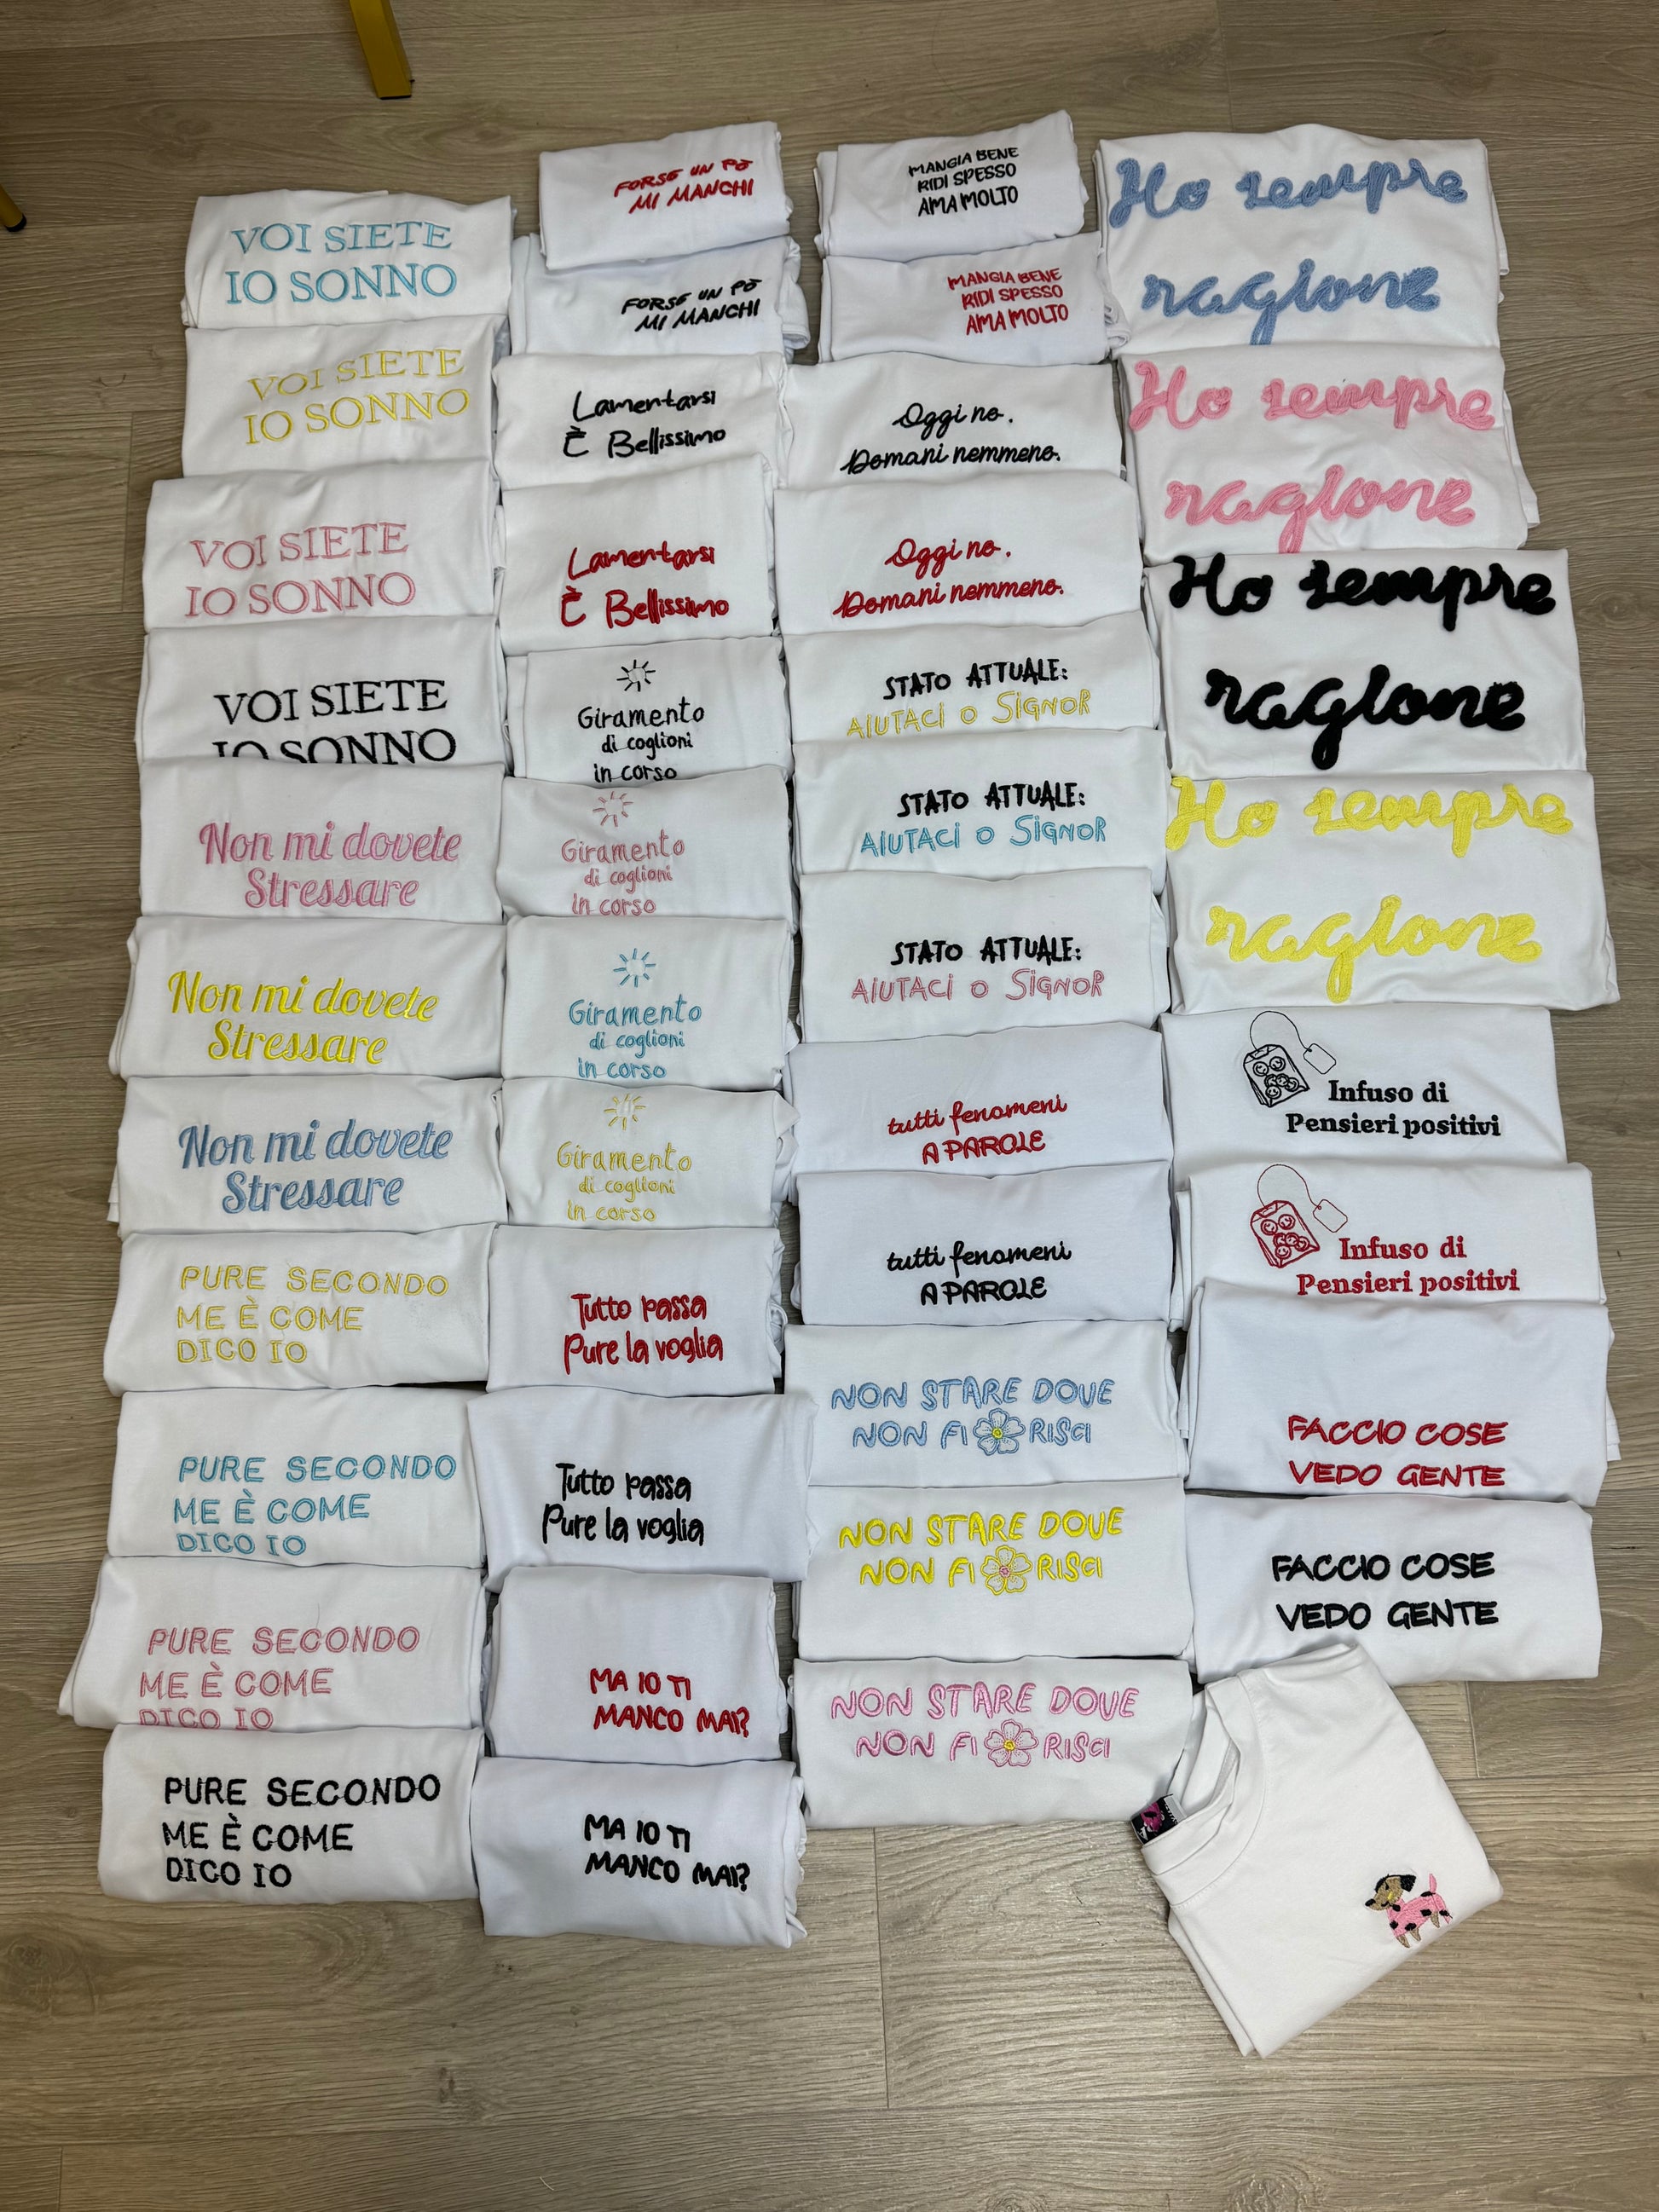 VOI SIETE
IO SONNO
VOI SIETE
IO SONNO
VOI SIETE
IO SONNO
VOI SIETE
IO SONNO
Non mi dovete
Stressare
Non mi dovete
Stressare
Non mi dovete
Stressare
PURE SECONDO
ME È COME
DICO IO
PURE SECONDO
ME È COME
DICO IO
PURE SECONDO
ME È COME
DICO IO
PURE SECONDO
ME È COME
DICO IO
FORSE UN PÒ
MI MANCHI
FORSE UN PÒ
MI MANCHI
Lamentarsi
È Bellissimo
Lamentarsi
È Bellissimo
Giramento
di coglioni
in corso
Giramento
di coglioni
in corso
Giramento
di coglioni
in corso
Giramento
di coglioni
in corso
Tutto passa
Pure la voglia
Tutto passa
Pure la voglia
MA IO TI
MANCO MAI?
MA IO TI
MANCO MAI?
MANGIA BENE
RIDI SPESSO
AMA MOLTO
MANGIA BENE
RIDI SPESSO
AMA MOLTO
Oggi no.
Domani nemmeno.
Oggi no.
Domani nemmeno.
STATO ATTUALE:
AIUTACI O SIGNOR
STATO ATTUALE:
AIUTACI O SIGNOR
STATO ATTUALE:
AIUTACI O SIGNOR
tutti fenomeni
A PAROLE
tutti fenomeni
A PAROLE
NON STARE DOVE
NON FIORISCI
NON STARE DOVE
NON FIORISCI
NON STARE DOVE
NON FIORISCI
Ho sempre
ragione
Ho sempre
ragione
Ho sempre
ragione
Ho sempre
ragione
Infuso di
Pensieri positivi
Infuso di
Pensieri positivi
FACCIO COSE
VEDO GENTE
FACCIO COSE
VEDO GENTE